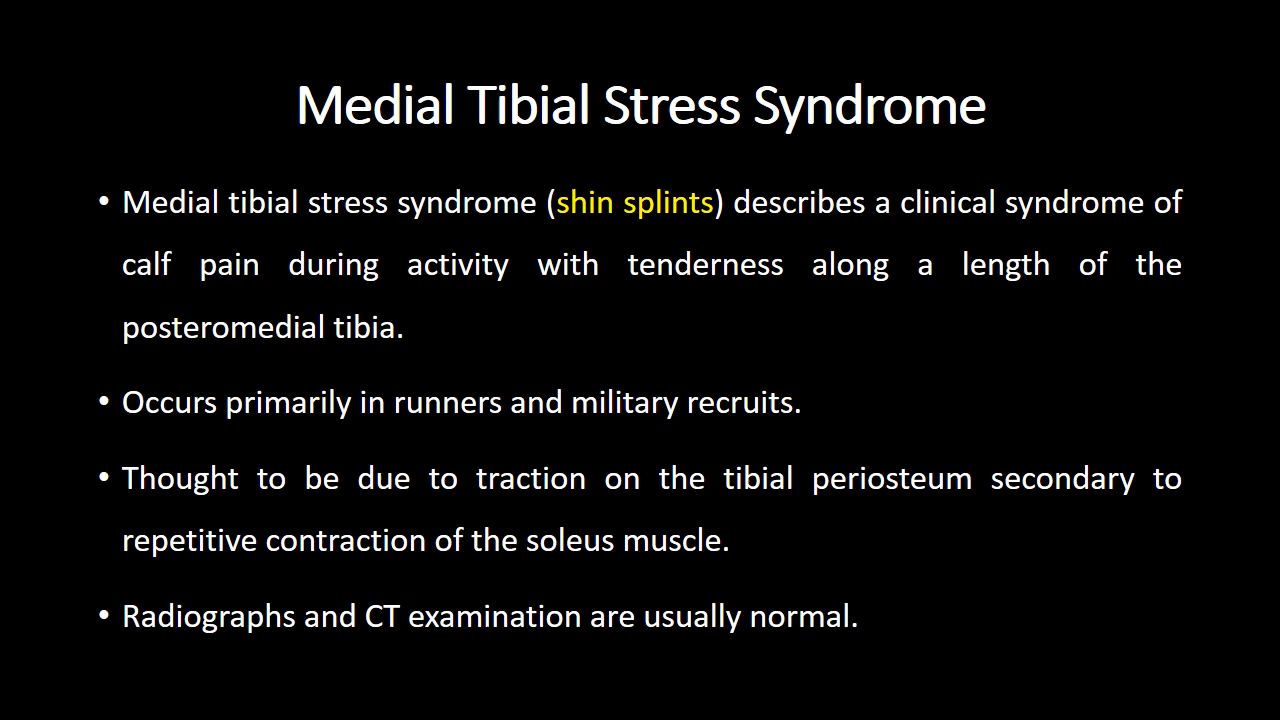 Medial Tibial Stress Syndrome
• Medial tibial stress syndrome (shin splints) describes a clinical syndrome of
calf pain during activity with tenderness along a length of the
posteromedial tibia.
• Occurs primarily in runners and military recruits.
• Thought to be due to traction on the tibial periosteum secondary to
repetitive contraction of the soleus muscle.
• Radiographs and CT examination are usually normal.